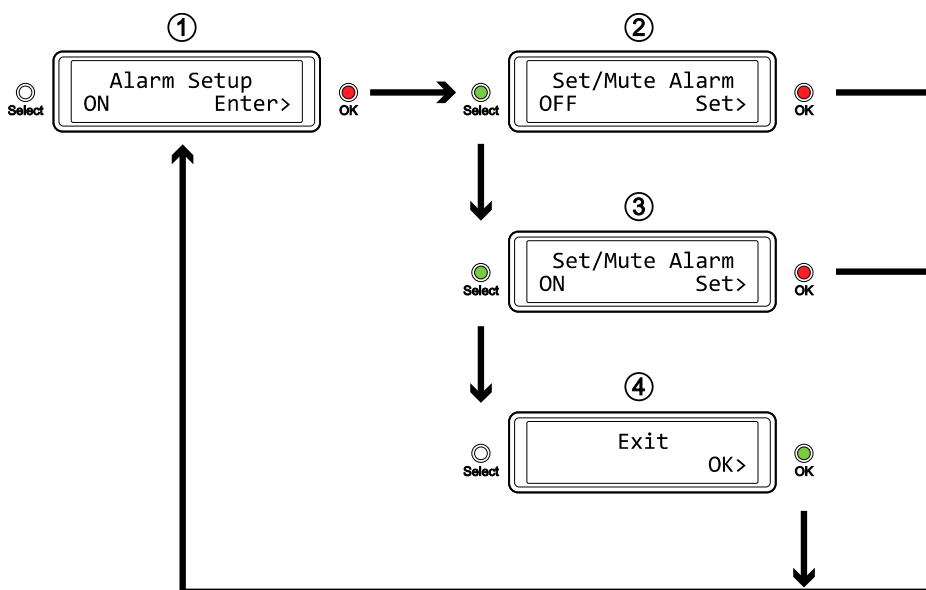 ①
Alarm Setup
ON Enter>
Select
OK
②
Set/Mute Alarm
OFF Set>
Select
OK
③
Set/Mute Alarm
ON Set>
Select
OK
④
Exit
OK>
Select
OK